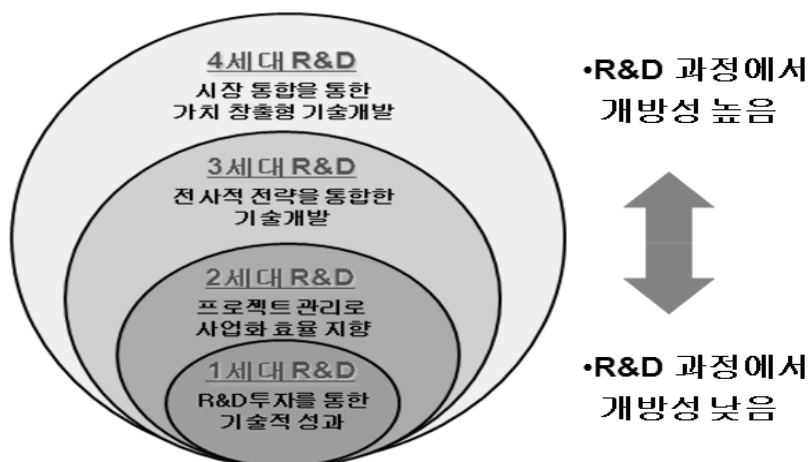 4세대 R&D
시장 통합을 통한
가치 창출형 기술개발
3세대 R&D
전사적 전략을 통합한
기술개발
2세대 R&D
프로젝트 관리로
사업화 효율 지향
1세대 R&D
R&D투자를 통한
기술적 성과
•R&D 과정에서
개방성 높음
•R&D 과정에서
개방성 낮음